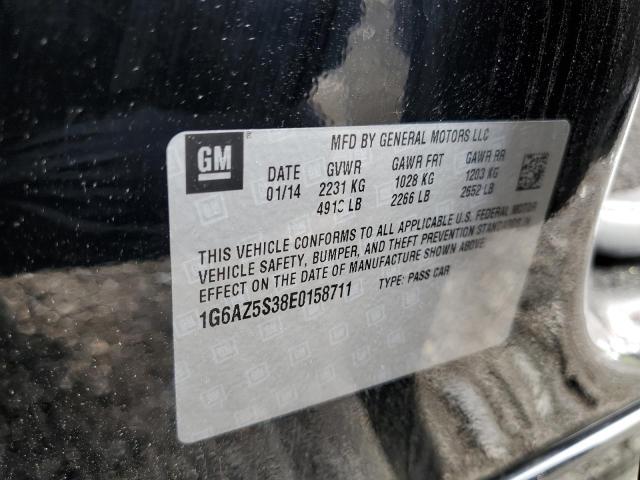 GM
MFD BY GENERAL MOTORS LLC
DATE GVWR GAWR FRT GAWR RR
01/14 2231 KG 1028 KG 1203 KG
4918 LB 2266 LB 2652 LB
THIS VEHICLE CONFORMS TO ALL APPLICABLE U.S. FEDERAL MOTOR
VEHICLE SAFETY, BUMPER, AND THEFT PREVENTION STANDARDS IN
EFFECT ON THE DATE OF MANUFACTURE SHOWN ABOVE.
1G6AZ5S38E0158711 TYPE: PASS CAR